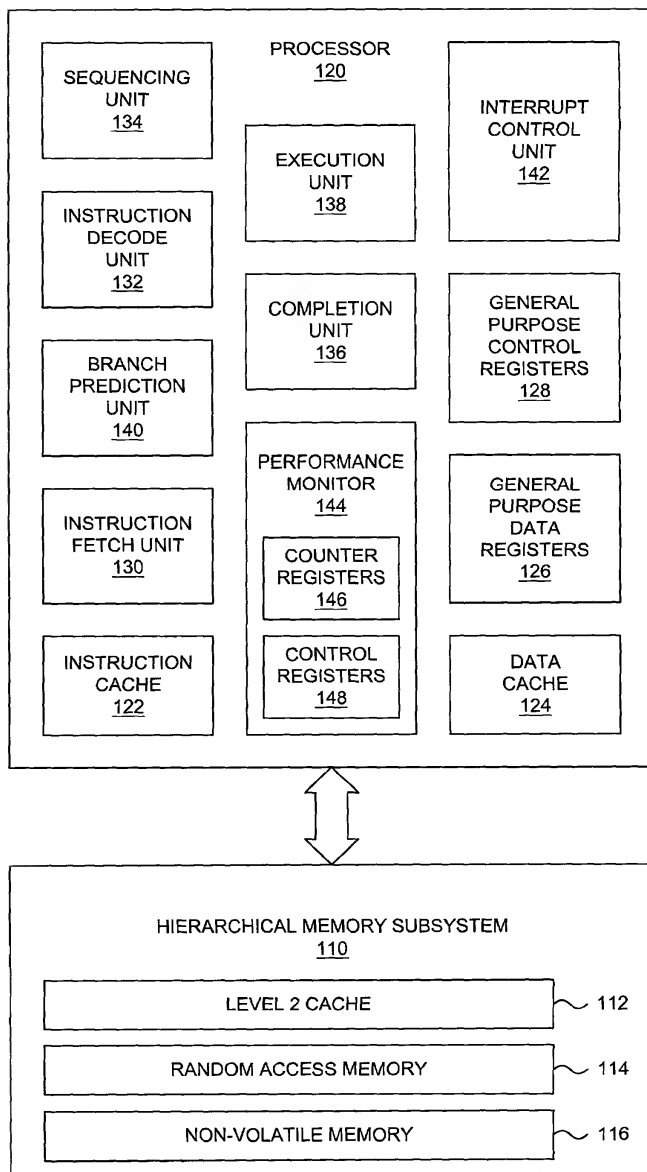 PROCESSOR
120
SEQUENCING
UNIT
134
INSTRUCTION
DECODE
UNIT
132
BRANCH
PREDICTION
UNIT
140
INSTRUCTION
FETCH UNIT
130
INSTRUCTION
CACHE
122
EXECUTION
UNIT
138
COMPLETION
UNIT
136
PERFORMANCE
MONITOR
144
COUNTER
REGISTERS
146
CONTROL
REGISTERS
148
INTERRUPT
CONTROL
UNIT
142
GENERAL
PURPOSE
CONTROL
REGISTERS
128
GENERAL
PURPOSE
DATA
REGISTERS
126
DATA
CACHE
124
HIERARCHICAL MEMORY SUBSYSTEM
110
LEVEL 2 CACHE 112
RANDOM ACCESS MEMORY 114
NON-VOLATILE MEMORY 116